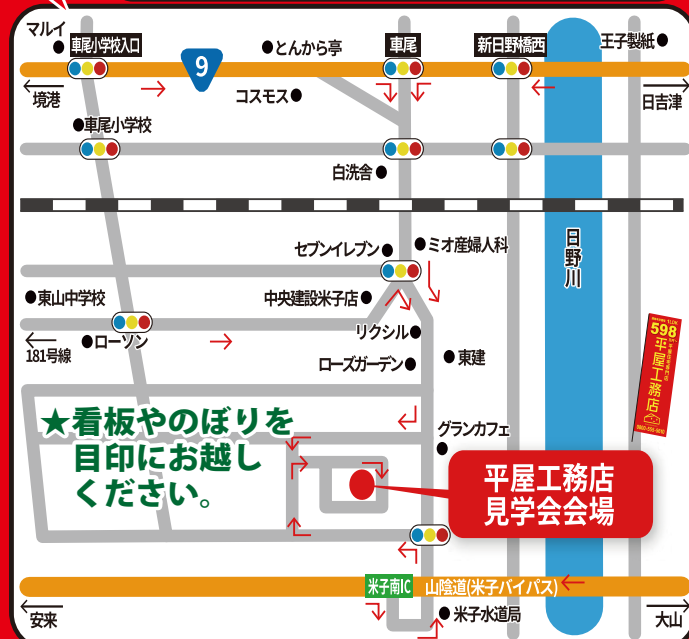 マルイ
車尾小学校入口
9
とんから亭
車尾
新日野橋西
王子製紙
境港
コスモス
日吉津
車尾小学校
白洗舎
セブンイレブン
ミオ産婦人科
日野川
東山中学校
中央建設米子店
リクシル
181号線
ローソン
ローズガーデン
東建
598
平屋工務店
★看板やのぼりを
目印にお越し
ください。
グランカフェ
平屋工務店
見学会会場
米子南IC
山陰道(米子バイパス)
安来
米子水道局
大山